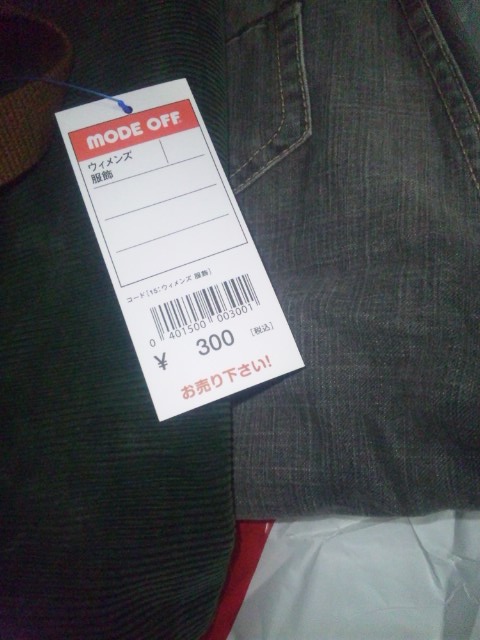 MODE OFF
ウィメンズ
服飾
コード[15:ウィメンズ 服飾]
0 401500 003001
¥ 300 [税込]
お売り下さい!